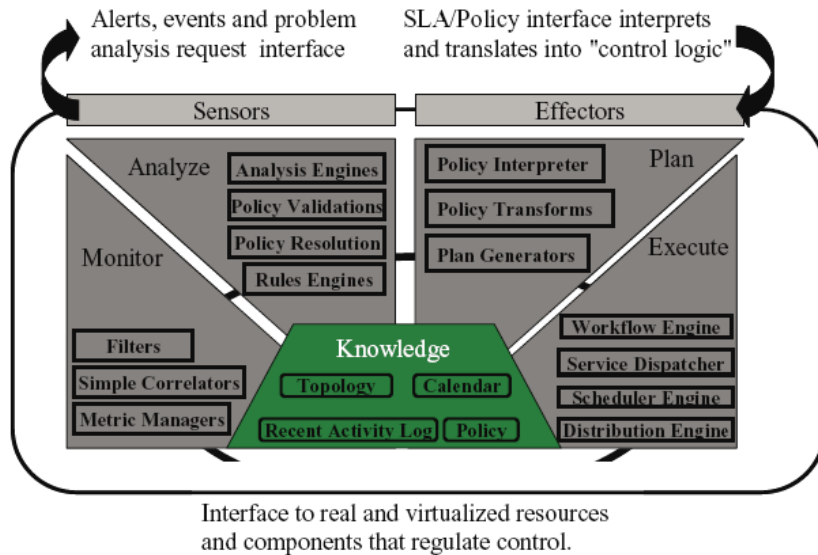 Alerts, events and problem
analysis request interface
SLA/Policy interface interprets
and translates into "control logic"
Sensors
Effectors
Analyze
Analysis Engines
Policy Validations
Policy Resolution
Rules Engines
Plan
Policy Interpreter
Policy Transforms
Plan Generators
Monitor
Filters
Simple Correlators
Metric Managers
Execute
Workflow Engine
Service Dispatcher
Scheduler Engine
Distribution Engine
Knowledge
Topology
Calendar
Recent Activity Log
Policy
Interface to real and virtualized resources
and components that regulate control.